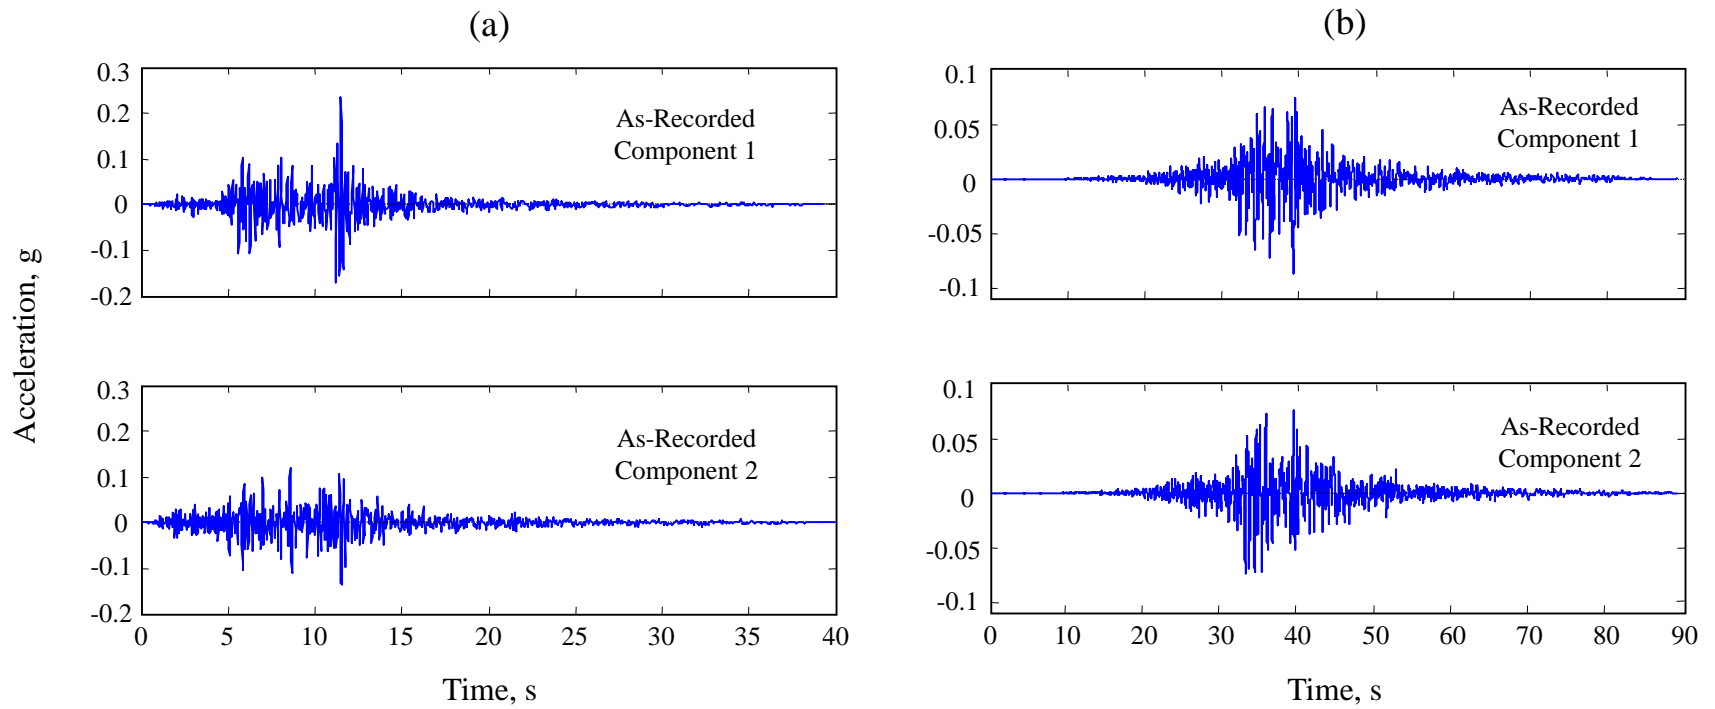 (a)
(b)
Acceleration, g
0.3
0.2
0.1
0
-0.1
-0.2
As-Recorded
Component 1
0.1
0.05
0
-0.05
-0.1
As-Recorded
Component 1
0.3
0.2
0.1
0
-0.1
-0.2
As-Recorded
Component 2
0 5 10 15 20 25 30 35 40
Time, s
0.1
0.05
0
-0.05
-0.1
As-Recorded
Component 2
0 10 20 30 40 50 60 70 80 90
Time, s